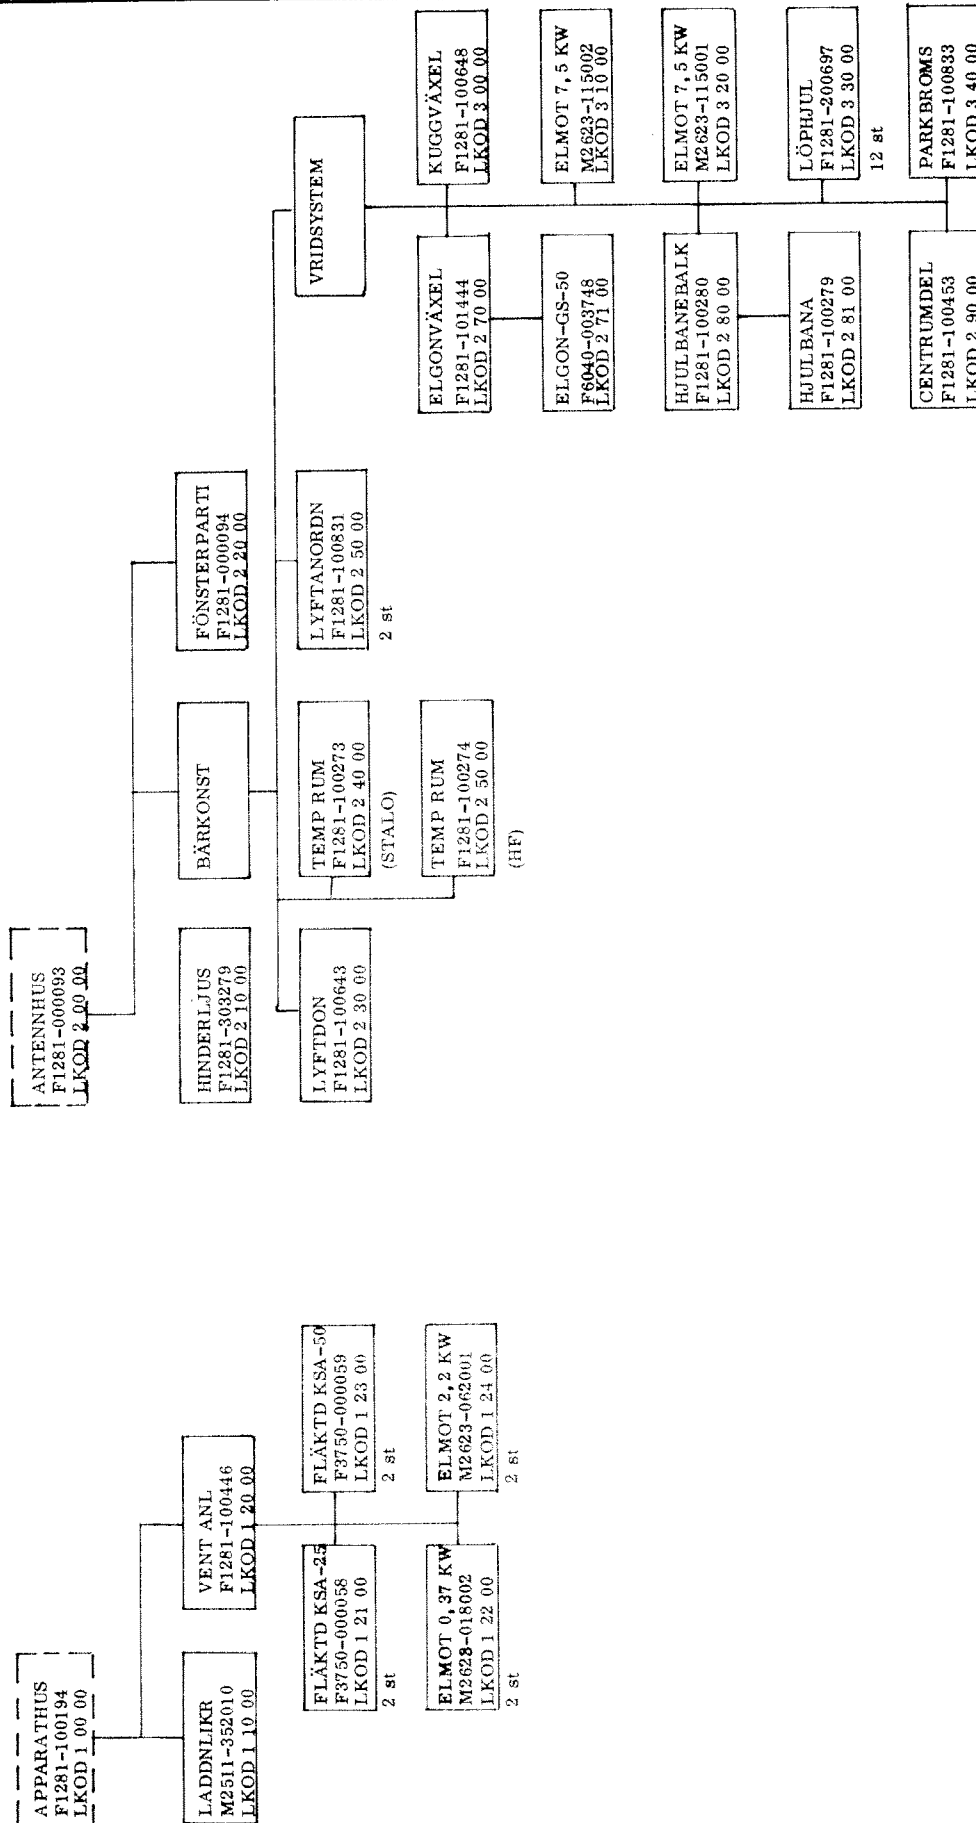 APPARATHUS
F1281-100194
LKOD 1 00 00
LADDNLIKR
M2511-352010
LKOD 1 10 00
VENT ANL
F1281-100446
LKOD 1 20 00
FLÄKTD KSA-25
F3750-000058
LKOD 1 21 00
2 st
FLÄKTD KSA-50
F3750-000059
LKOD 1 23 00
2 st
ELMOT 0,37 KW
M2628-018002
LKOD 1 22 00
2 st
ELMOT 2,2 KW
M2623-062001
LKOD 1 24 00
2 st
ANTENNHUS
F1281-000093
LKOD 2 00 00
HINDERLJUS
F1281-303279
LKOD 2 10 00
BÄRKONST
FÖNSTERPARTI
F1281-000094
LKOD 2 20 00
LYFTDON
F1281-100643
LKOD 2 30 00
TEMP RUM
F1281-100273
LKOD 2 40 00
(STALO)
LYFTANORDN
F1281-100831
LKOD 2 50 00
2 st
VRIDSYSTEM
TEMP RUM
F1281-100274
LKOD 2 50 00
(HF)
ELGONVÄXEL
F1281-101444
LKOD 2 70 00
KUGGVÄXEL
F1281-100648
LKOD 3 00 00
ELGON-GS-50
F6040-003748
LKOD 2 71 00
ELMOT 7,5 KW
M2623-115002
LKOD 3 10 00
HJULBANEBALK
F1281-100280
LKOD 2 80 00
ELMOT 7,5 KW
M2623-115001
LKOD 3 20 00
HJULBANA
F1281-100279
LKOD 2 81 00
LÖPHJUL
F1281-200697
LKOD 3 30 00
12 st
CENTRUMDEL
F1281-100453
LKOD 2 90 00
PARKBROMS
F1281-100833
LKOD 3 40 00